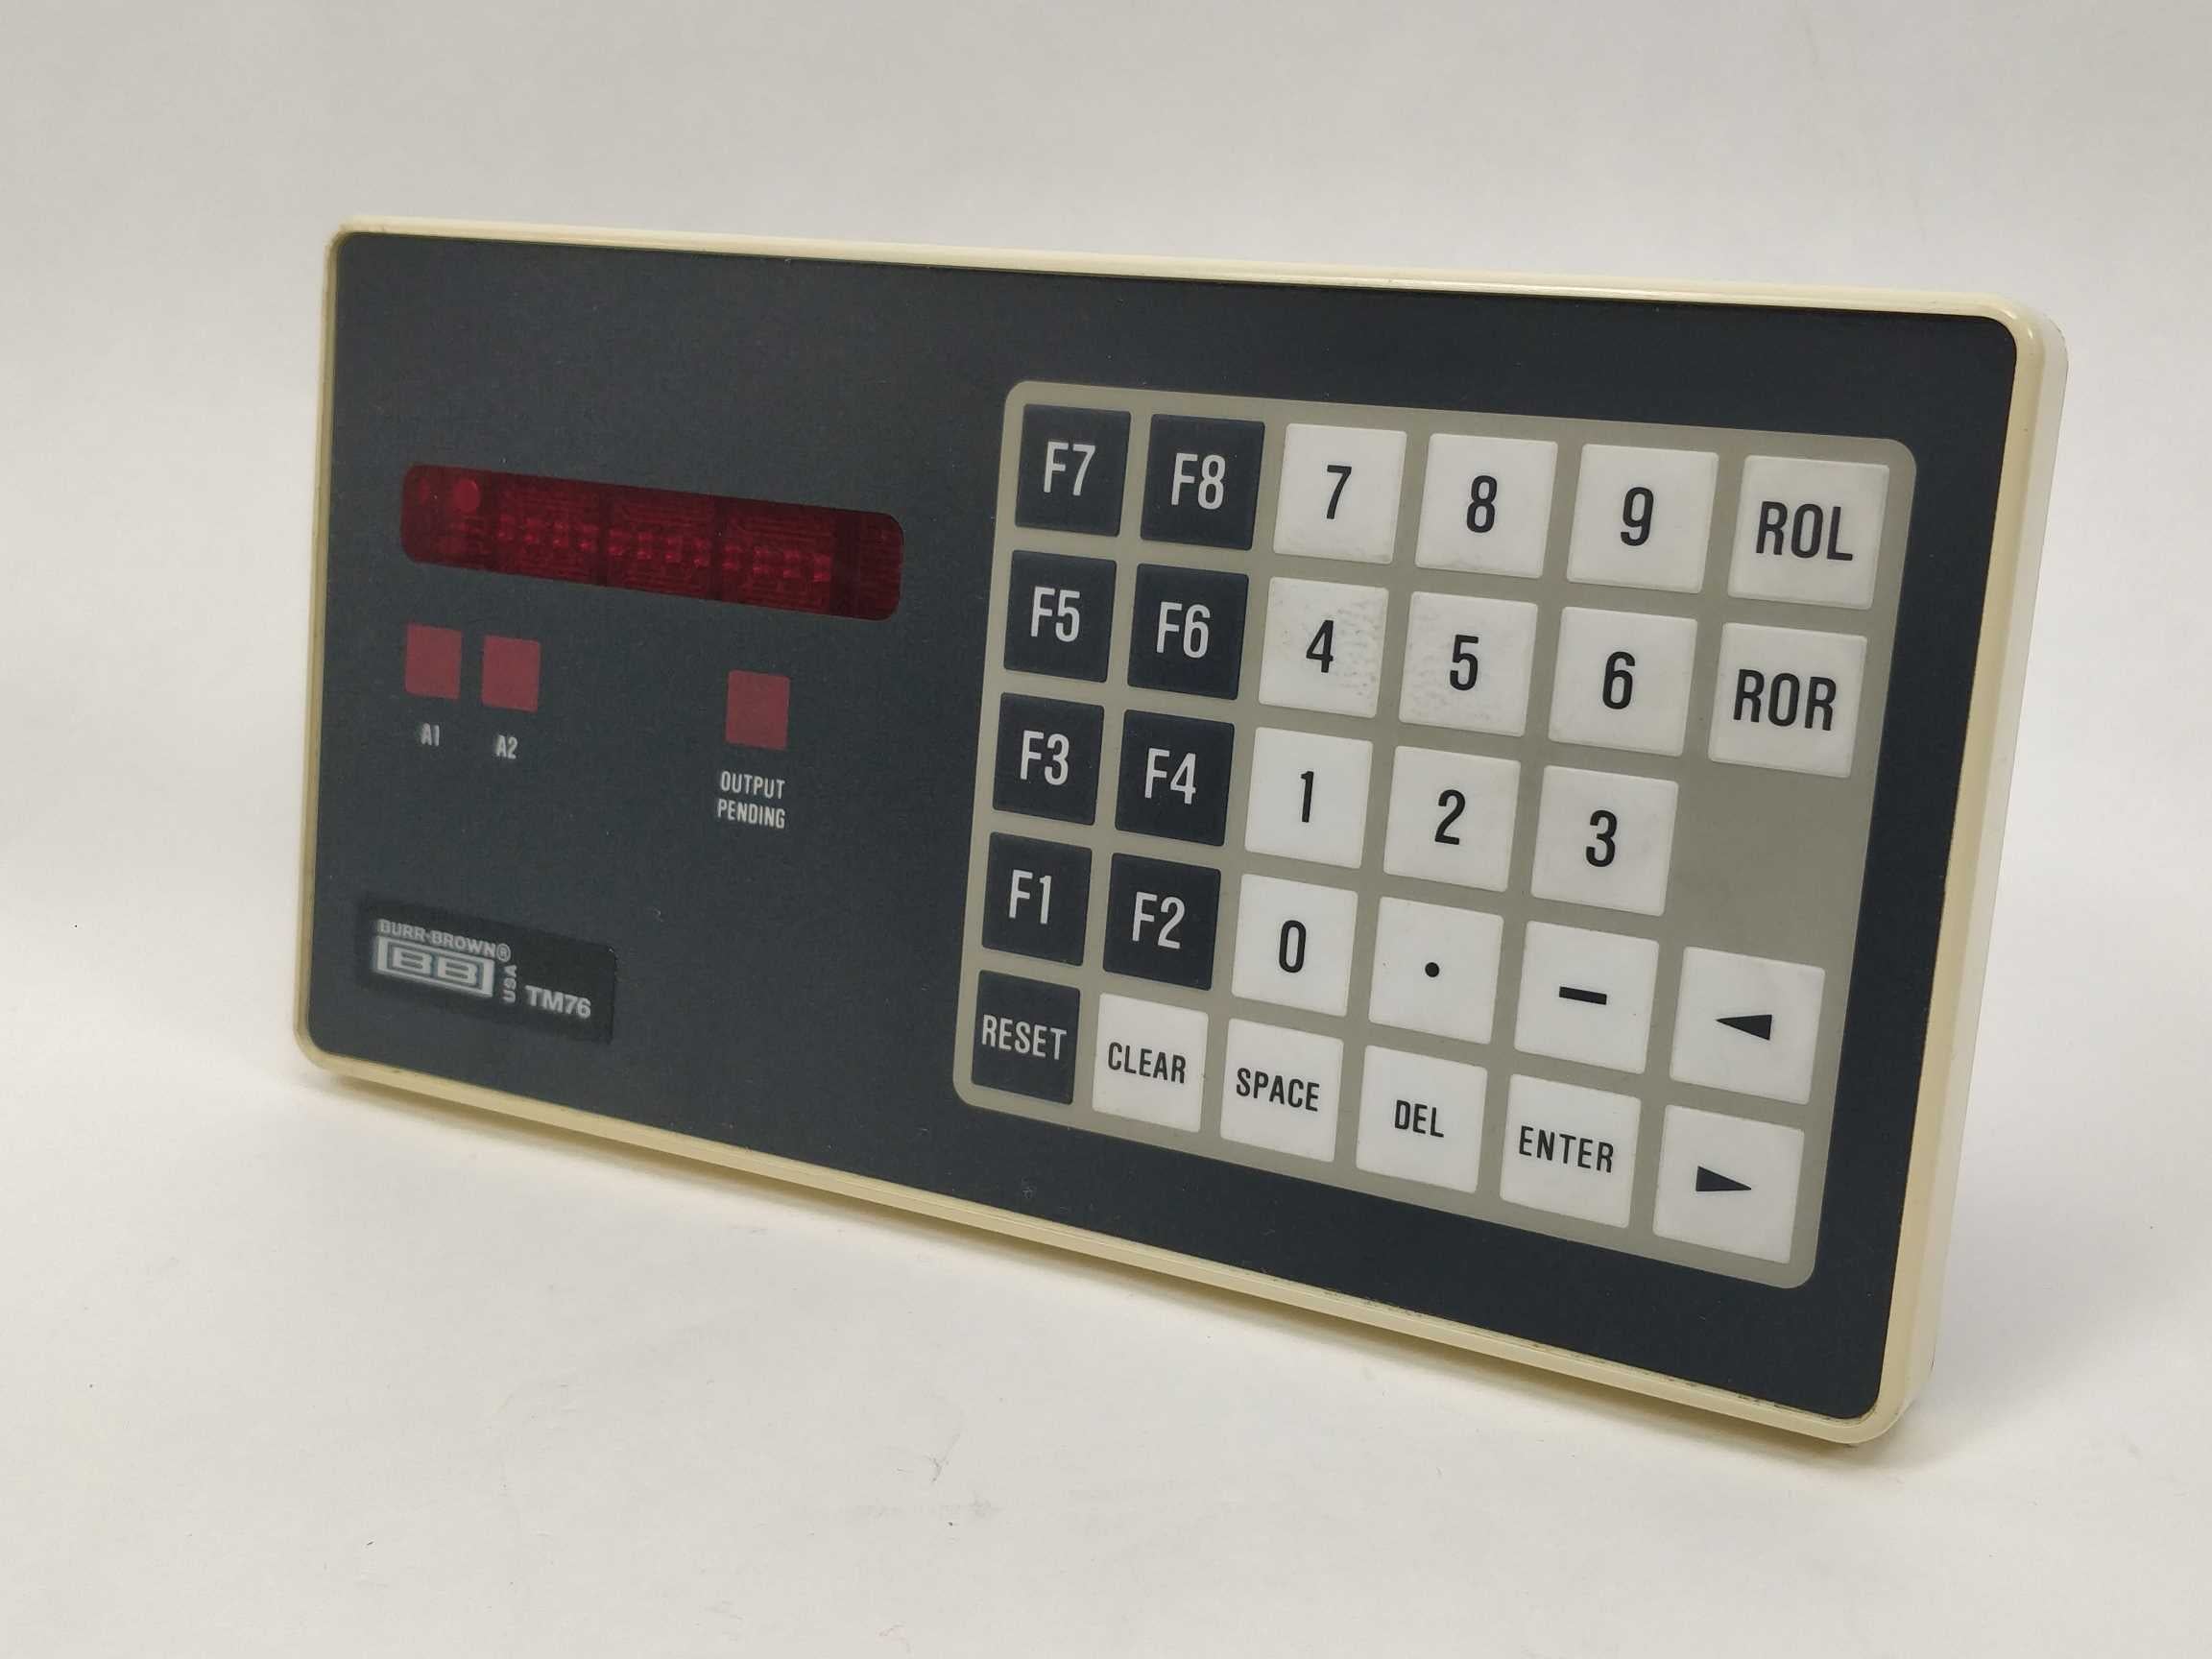 A1 A2
OUTPUT
PENDING
BURR-BROWN®
BB
USA
TM76
F7 F8 7 8 9 ROL
F5 F6 4 5 6 ROR
F3 F4 1 2 3
F1 F2 0 . - ◄
RESET CLEAR SPACE DEL ENTER ►